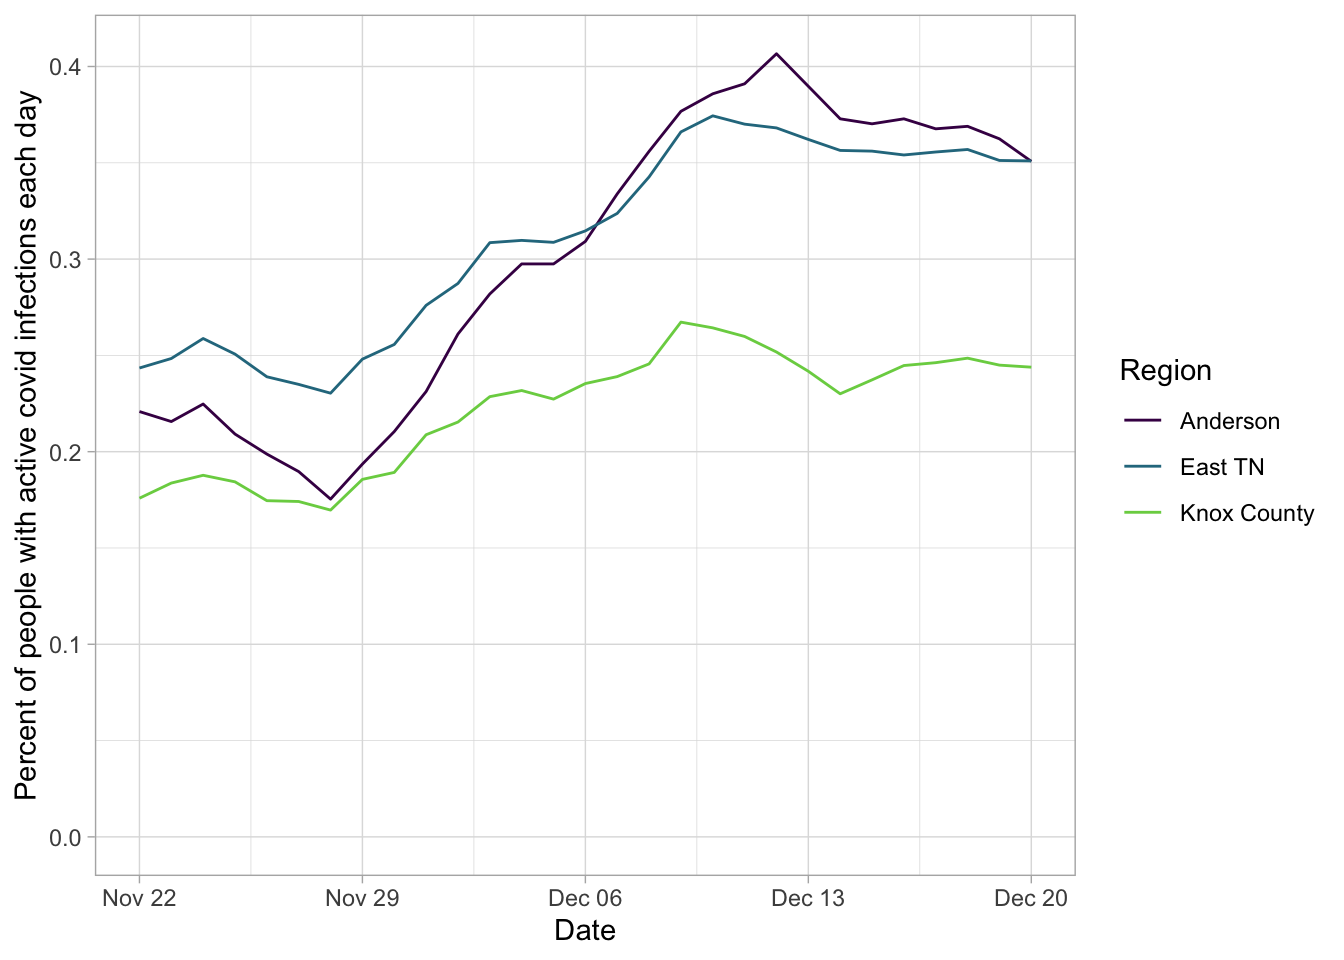 Percent of people with active covid infections each day
0.4
0.3
0.2
0.1
0.0
Nov 22
Nov 29
Dec 06
Dec 13
Dec 20
Date
Region
Anderson
East TN
Knox County